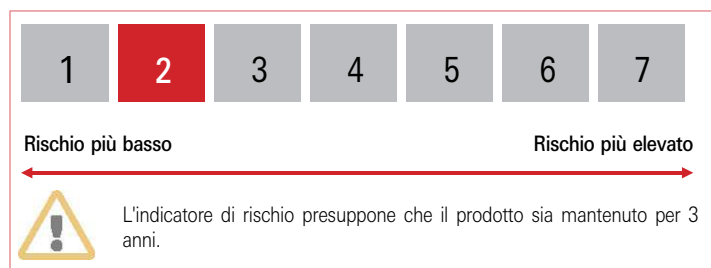 1 2 3 4 5 6 7
Rischio più basso Rischio più elevato
L'indicatore di rischio presuppone che il prodotto sia mantenuto per 3
anni.